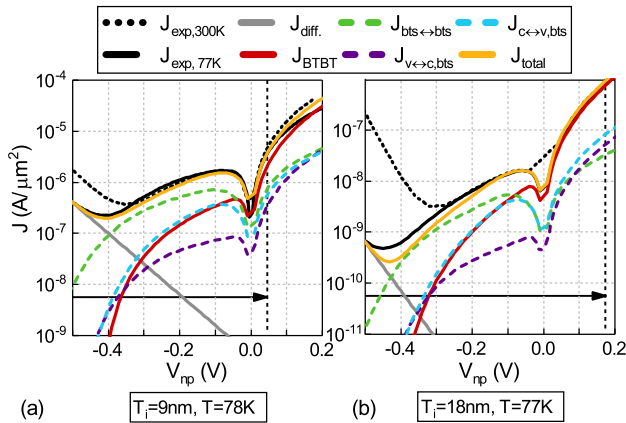 J_exp,300K J_diff. J_bts↔bts J_c↔v,bts
J_exp, 77K J_BTBT J_v↔c,bts J_total
J (A/μm²)
10⁻⁴
10⁻⁵
10⁻⁶
10⁻⁷
10⁻⁸
10⁻⁹
-0.4 -0.2 0.0 0.2
V_np (V)
(a) T_i=9nm, T=78K
10⁻⁷
10⁻⁸
10⁻⁹
10⁻¹⁰
10⁻¹¹
-0.4 -0.2 0.0 0.2
V_np (V)
(b) T_i=18nm, T=77K